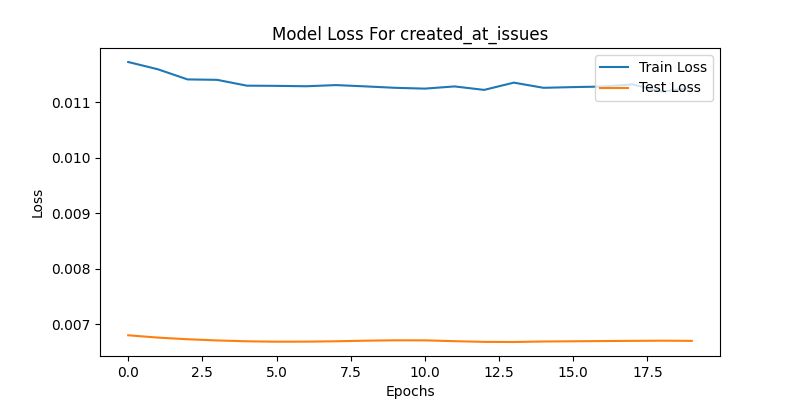 Model Loss For created_at_issues
Train Loss
Test Loss
0.011
0.010
0.009
0.008
0.007
Loss
0.0
2.5
5.0
7.5
10.0
12.5
15.0
17.5
Epochs